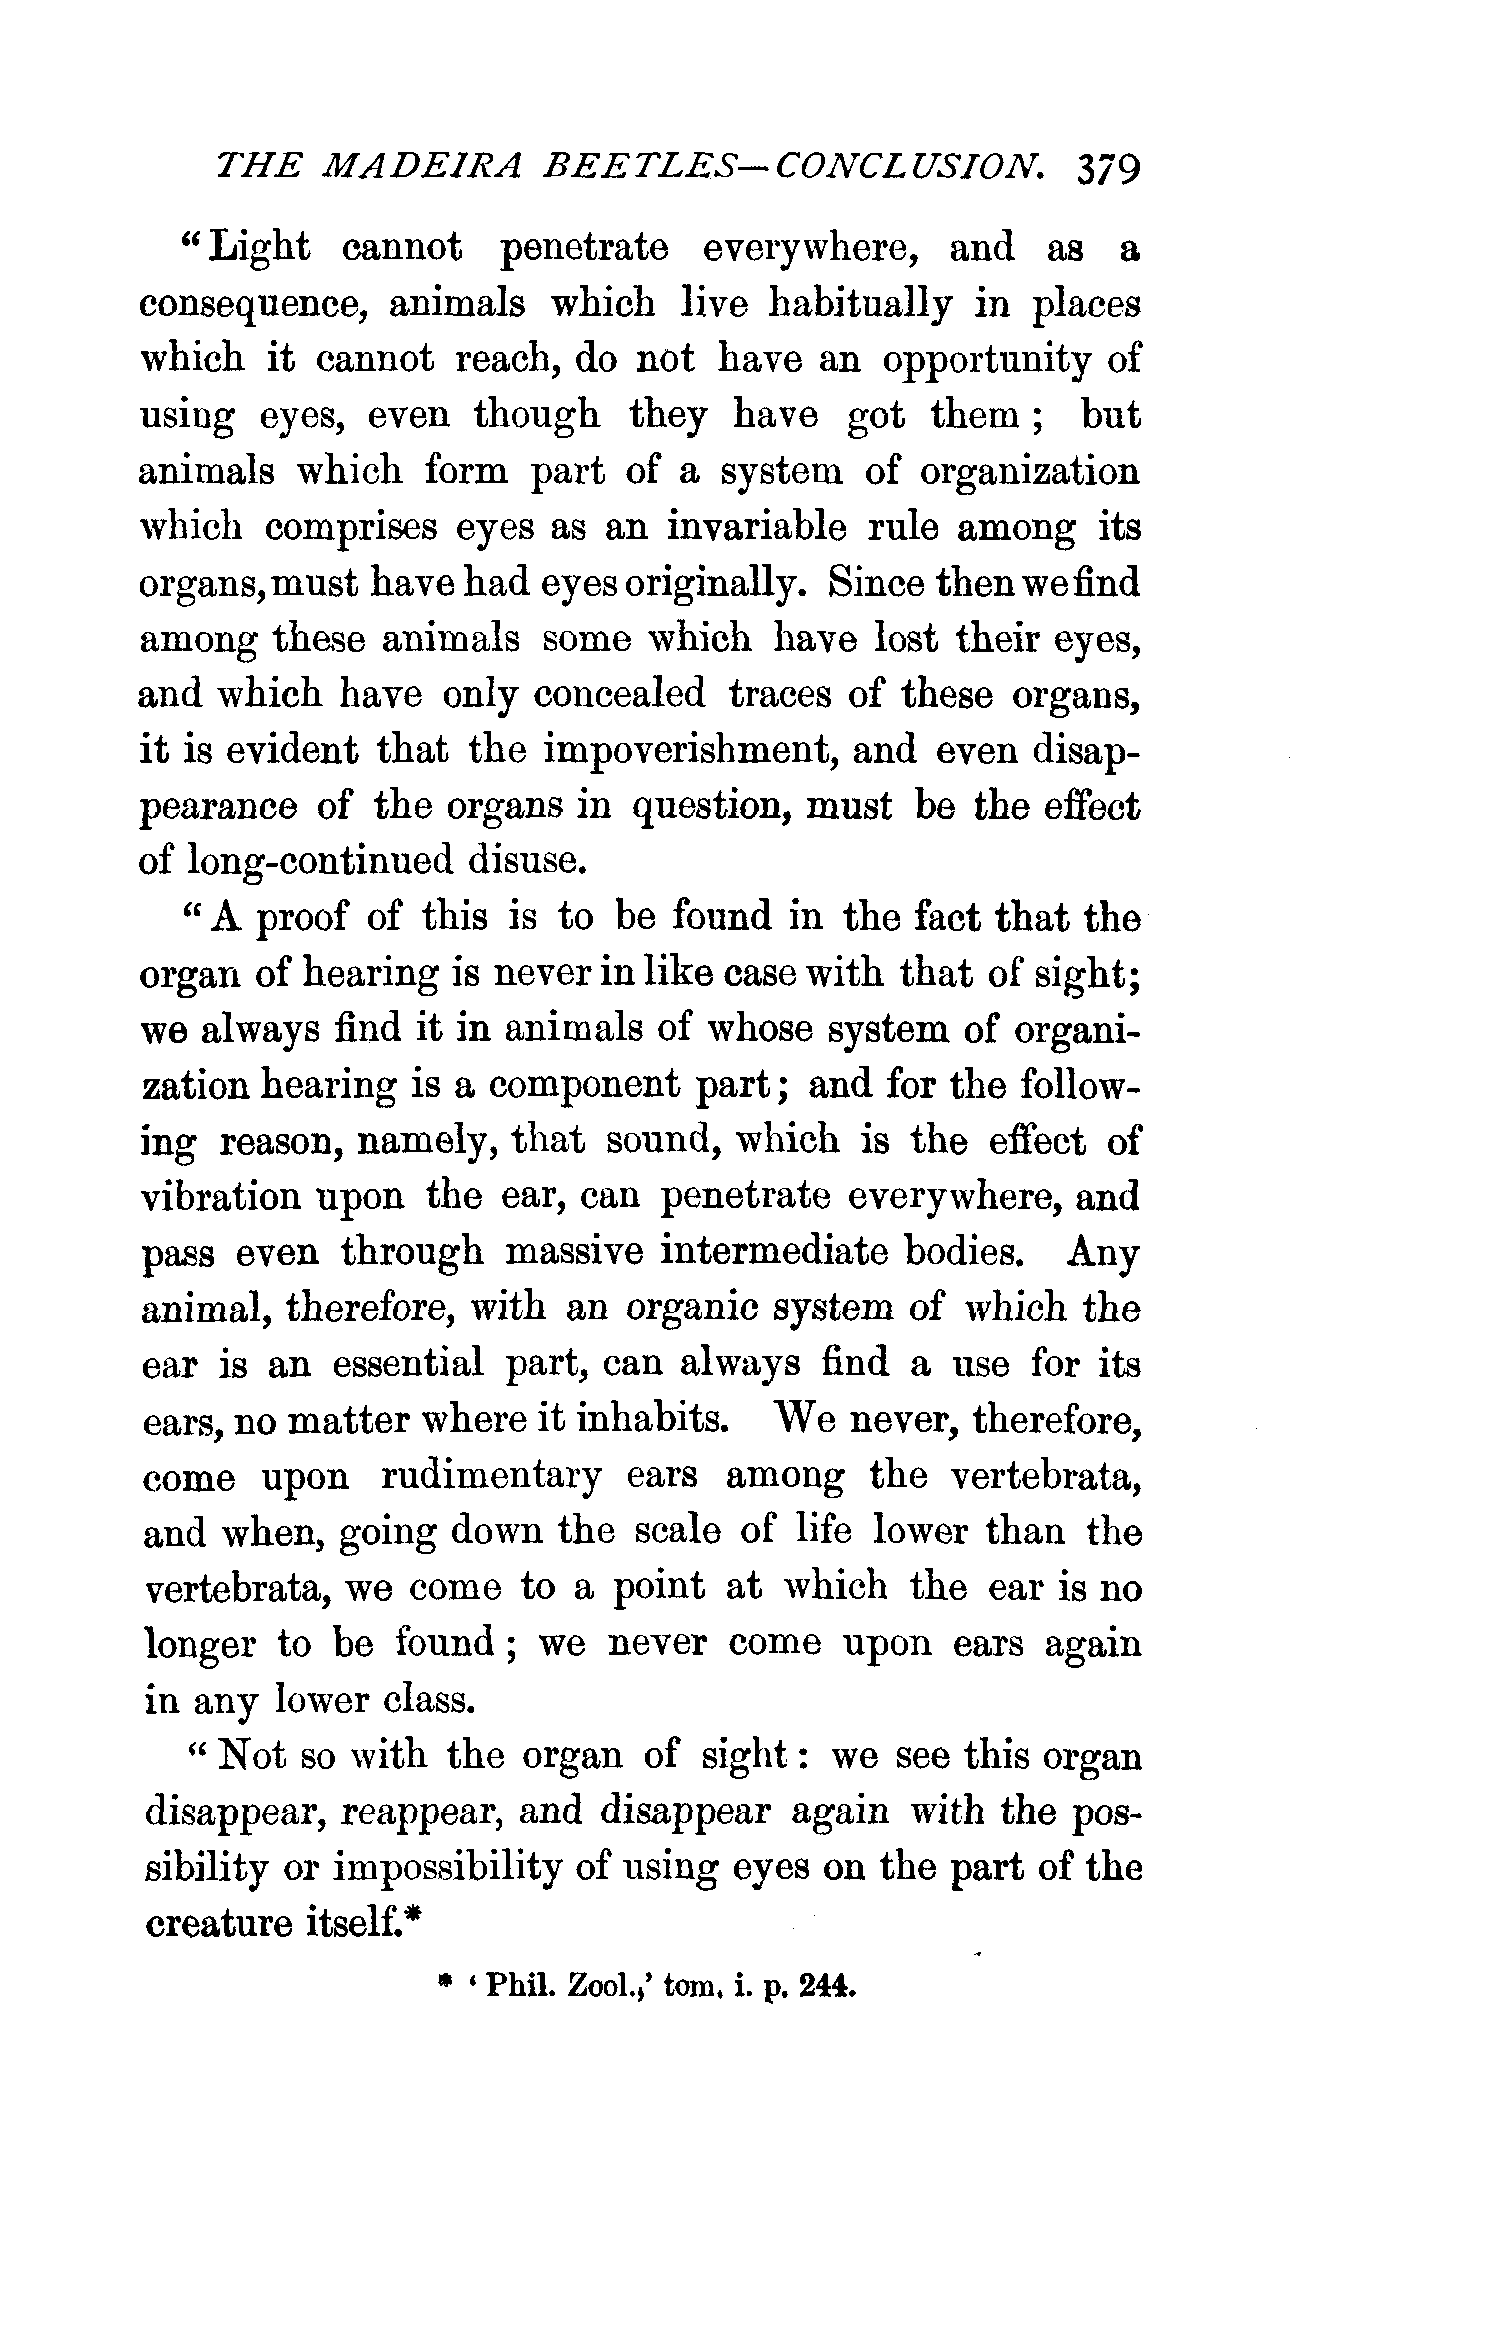 THE MADEIRA BEETLES—CONCLUSION. 379
“Light cannot penetrate everywhere, and as a
consequence, animals which live habitually in places
which it cannot reach, do not have an opportunity of
using eyes, even though they have got them ; but
animals which form part of a system of organization
which comprises eyes as an invariable rule among its
organs, must have had eyes originally. Since then we find
among these animals some which have lost their eyes,
and which have only concealed traces of these organs,
it is evident that the impoverishment, and even disap-
pearance of the organs in question, must be the effect
of long-continued disuse.
“A proof of this is to be found in the fact that the
organ of hearing is never in like case with that of sight;
we always find it in animals of whose system of organi-
zation hearing is a component part; and for the follow-
ing reason, namely, that sound, which is the effect of
vibration upon the ear, can penetrate everywhere, and
pass even through massive intermediate bodies. Any
animal, therefore, with an organic system of which the
ear is an essential part, can always find a use for its
ears, no matter where it inhabits. We never, therefore,
come upon rudimentary ears among the vertebrata,
and when, going down the scale of life lower than the
vertebrata, we come to a point at which the ear is no
longer to be found ; we never come upon ears again
in any lower class.
“Not so with the organ of sight : we see this organ
disappear, reappear, and disappear again with the pos-
sibility or impossibility of using eyes on the part of the
creature itself.*
* ‘Phil. Zool.,’ tom. i. p. 244.